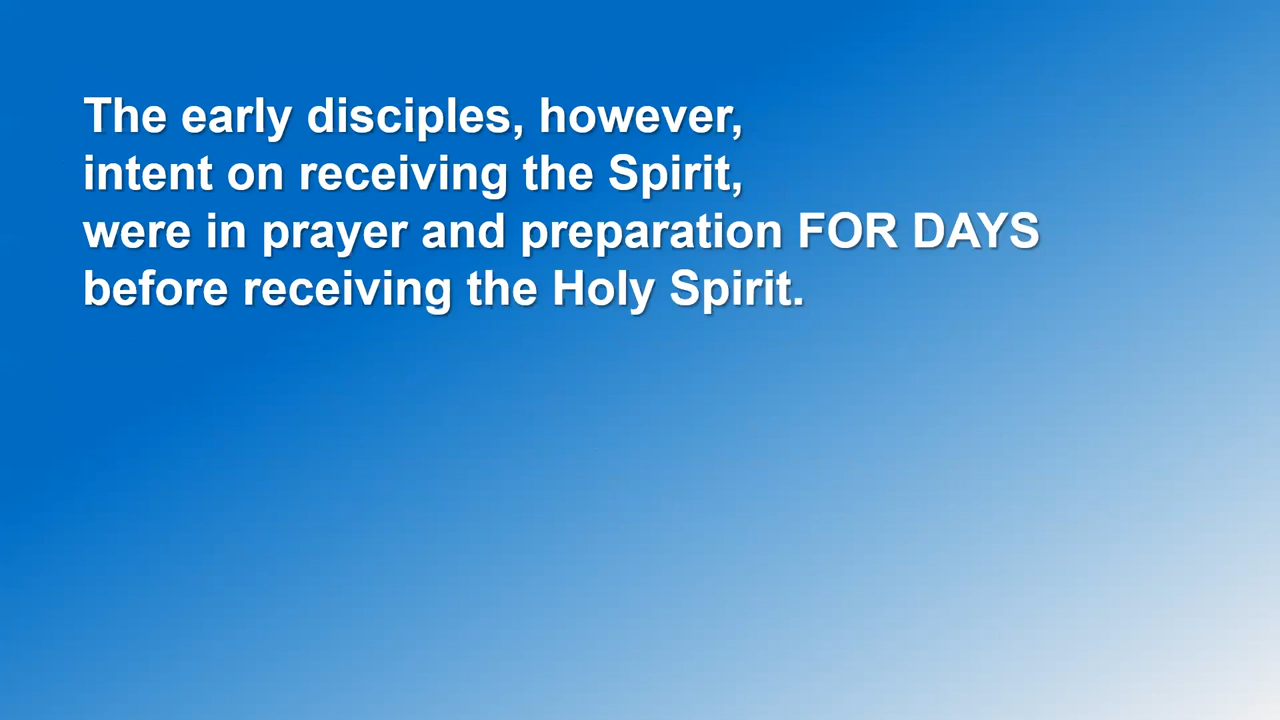 The early disciples, however,
intent on receiving the Spirit,
were in prayer and preparation FOR DAYS
before receiving the Holy Spirit.